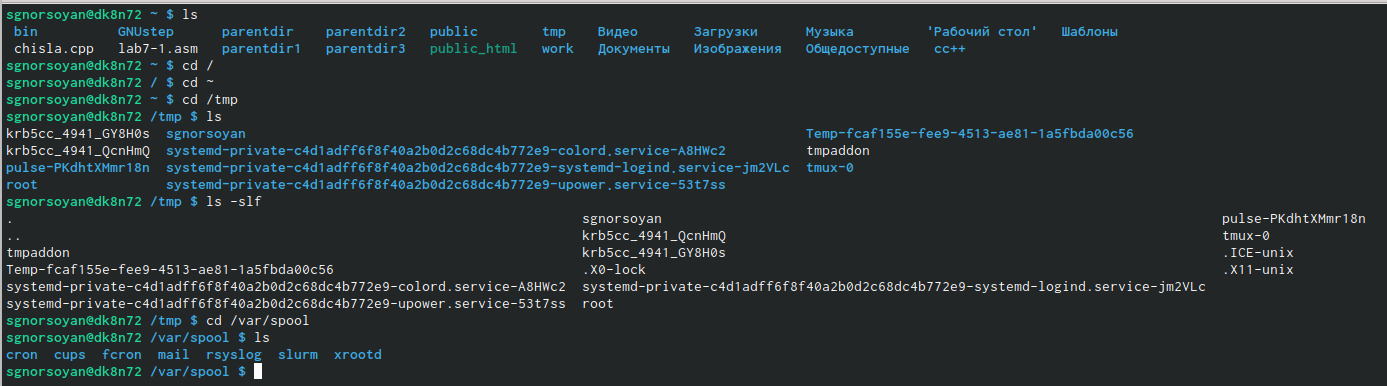 sgnorsoyan@dk8n72 ~ $ ls
bin GNUstep parentdir parentdir2 public tmp Видео Загрузки Музыка 'Рабочий стол' Шаблоны
chisla.cpp lab7-1.asm parentdir1 parentdir3 public_html work Документы Изображения Общедоступные сс++
sgnorsoyan@dk8n72 ~ $ cd /
sgnorsoyan@dk8n72 / $ cd ~
sgnorsoyan@dk8n72 ~ $ cd /tmp
sgnorsoyan@dk8n72 /tmp $ ls
krb5cc_4941_GY8H0s sgnorsoyan Temp-fcaf155e-fee9-4513-ae81-1a5fbda00c56
krb5cc_4941_QcnHmQ systemd-private-c4d1adff6f8f40a2b0d2c68dc4b772e9-colord.service-A8HWc2 tmpaddon
pulse-PKdhtXMmr18n systemd-private-c4d1adff6f8f40a2b0d2c68dc4b772e9-systemd-logind.service-jm2VLc tmux-0
root systemd-private-c4d1adff6f8f40a2b0d2c68dc4b772e9-upower.service-53t7ss
sgnorsoyan@dk8n72 /tmp $ ls -slf
. sgnorsoyan pulse-PKdhtXMmr18n
.. krb5cc_4941_QcnHmQ tmux-0
tmpaddon krb5cc_4941_GY8H0s .ICE-unix
Temp-fcaf155e-fee9-4513-ae81-1a5fbda00c56 .X0-lock .X11-unix
systemd-private-c4d1adff6f8f40a2b0d2c68dc4b772e9-colord.service-A8HWc2 systemd-private-c4d1adff6f8f40a2b0d2c68dc4b772e9-systemd-logind.service-jm2VLc
systemd-private-c4d1adff6f8f40a2b0d2c68dc4b772e9-upower.service-53t7ss root
sgnorsoyan@dk8n72 /tmp $ cd /var/spool
sgnorsoyan@dk8n72 /var/spool $ ls
cron cups fcron mail rsyslog slurm xrootd
sgnorsoyan@dk8n72 /var/spool $